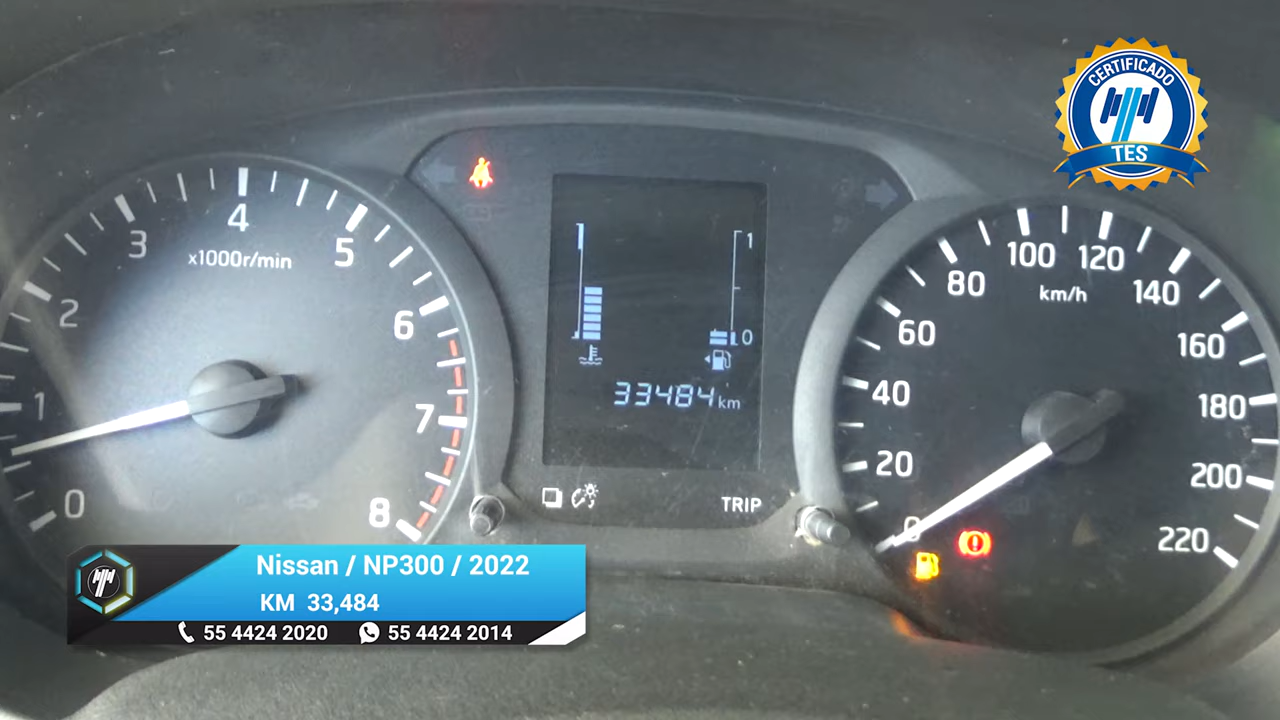 CERTIFICADO
TES
0
1
2
3
4
5
6
7
8
x1000r/min
1
0
33484 km
TRIP
0
20
40
60
80
100
120
140
160
180
200
220
km/h
Nissan / NP300 / 2022
KM 33,484
55 4424 2020 55 4424 2014